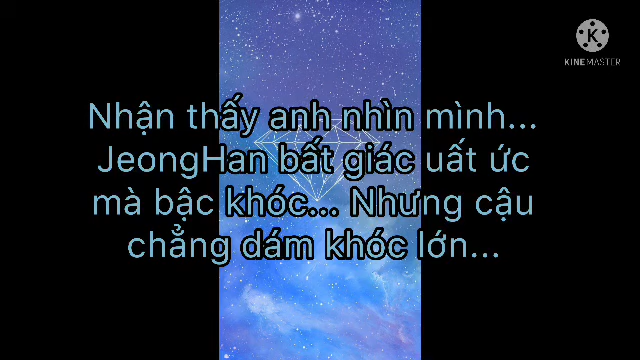 KINEMASTER
Nhận thấy anh nhìn mình...
JeongHan bất giác uất ức
mà bậc khóc... Nhưng cậu
chẳng dám khóc lớn...